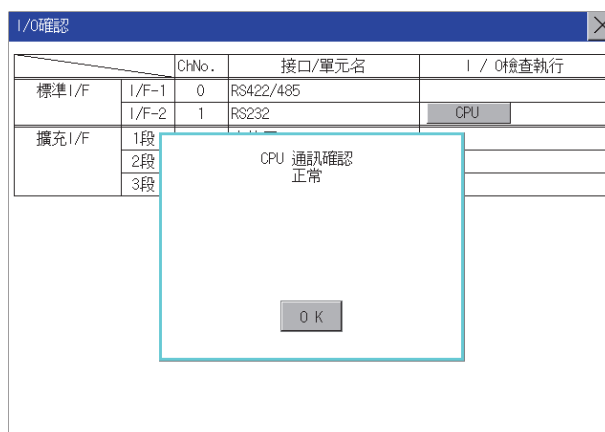 I/O確認
ChNo. 接口/單元名 I / O檢查執行
標準I/F I/F-1 0 RS422/485
I/F-2 1 RS232 CPU
擴充I/F 1段
2段
3段
CPU 通訊確認
正常
OK